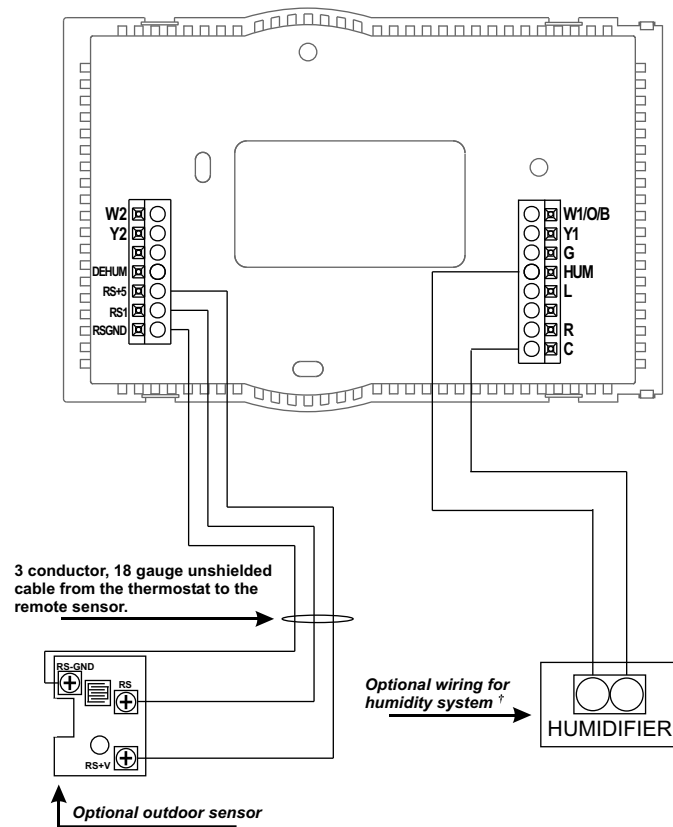 W2
Y2
DEHUM
RS+5
RS1
RSGND
W1/O/B
Y1
G
HUM
L
R
C
3 conductor, 18 gauge unshielded
cable from the thermostat to the
remote sensor.
RS-GND
RS
RS+V
Optional outdoor sensor
Optional wiring for
humidity system †
HUMIDIFIER